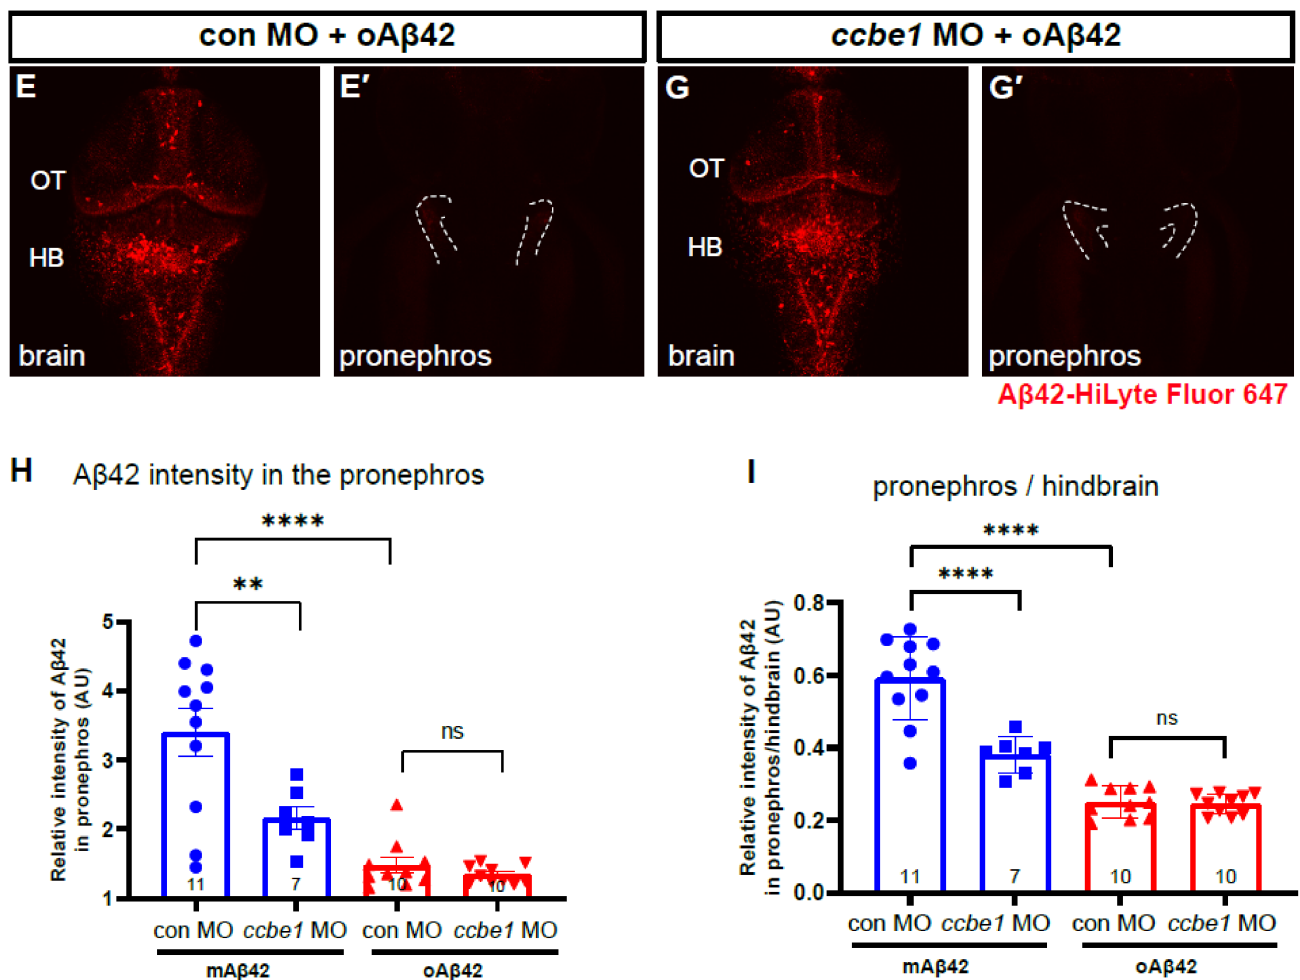 con MO + oAβ42
ccbe1 MO + oAβ42
E
E′
G
G′
OT
HB
brain
pronephros
OT
HB
brain
pronephros
Aβ42-HiLyte Fluor 647
H
Aβ42 intensity in the pronephros
****
**
ns
Relative intensity of Aβ42
in pronephros (AU)
5
4
3
2
1
11
7
10
10
con MO
ccbe1 MO
con MO
ccbe1 MO
mAβ42
oAβ42
I
pronephros / hindbrain
****
****
ns
Relative intensity of Aβ42
in pronephros/hindbrain (AU)
0.8
0.6
0.4
0.2
0.0
11
7
10
10
con MO
ccbe1 MO
con MO
ccbe1 MO
mAβ42
oAβ42